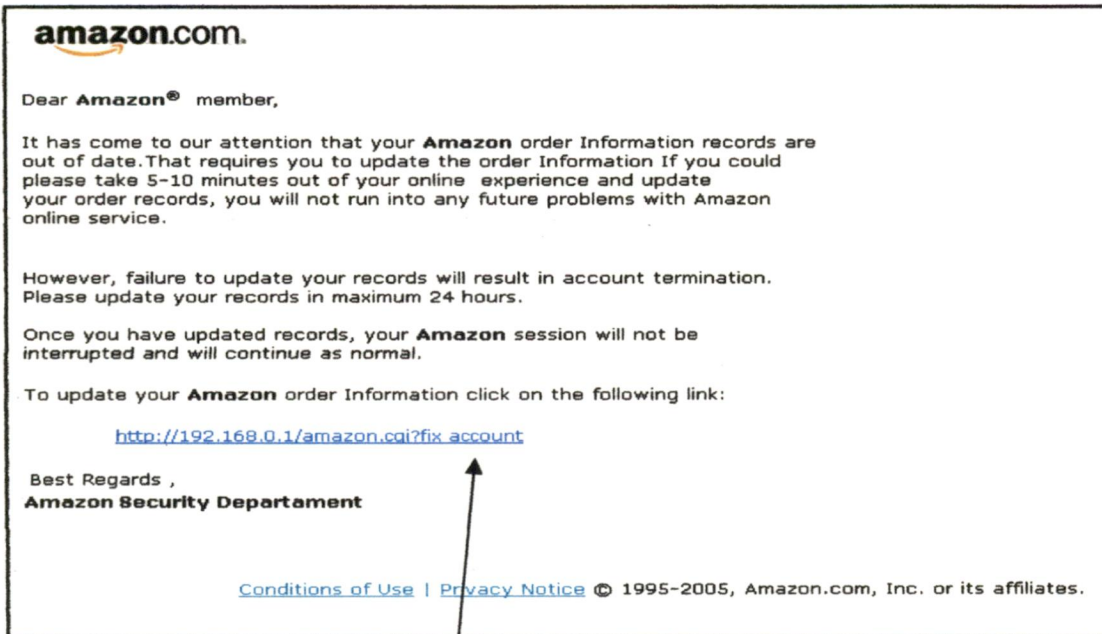 amazon.com.
Dear Amazon® member,
It has come to our attention that your Amazon order Information records are
out of date.That requires you to update the order Information If you could
please take 5-10 minutes out of your online experience and update
your order records, you will not run into any future problems with Amazon
online service.
However, failure to update your records will result in account termination.
Please update your records in maximum 24 hours.
Once you have updated records, your Amazon session will not be
interrupted and will continue as normal.
To update your Amazon order Information click on the following link:
http://192.168.0.1/amazon.cgi?fix account
Best Regards ,
Amazon Security Departament
Conditions of Use | Privacy Notice © 1995-2005, Amazon.com, Inc. or its affiliates.